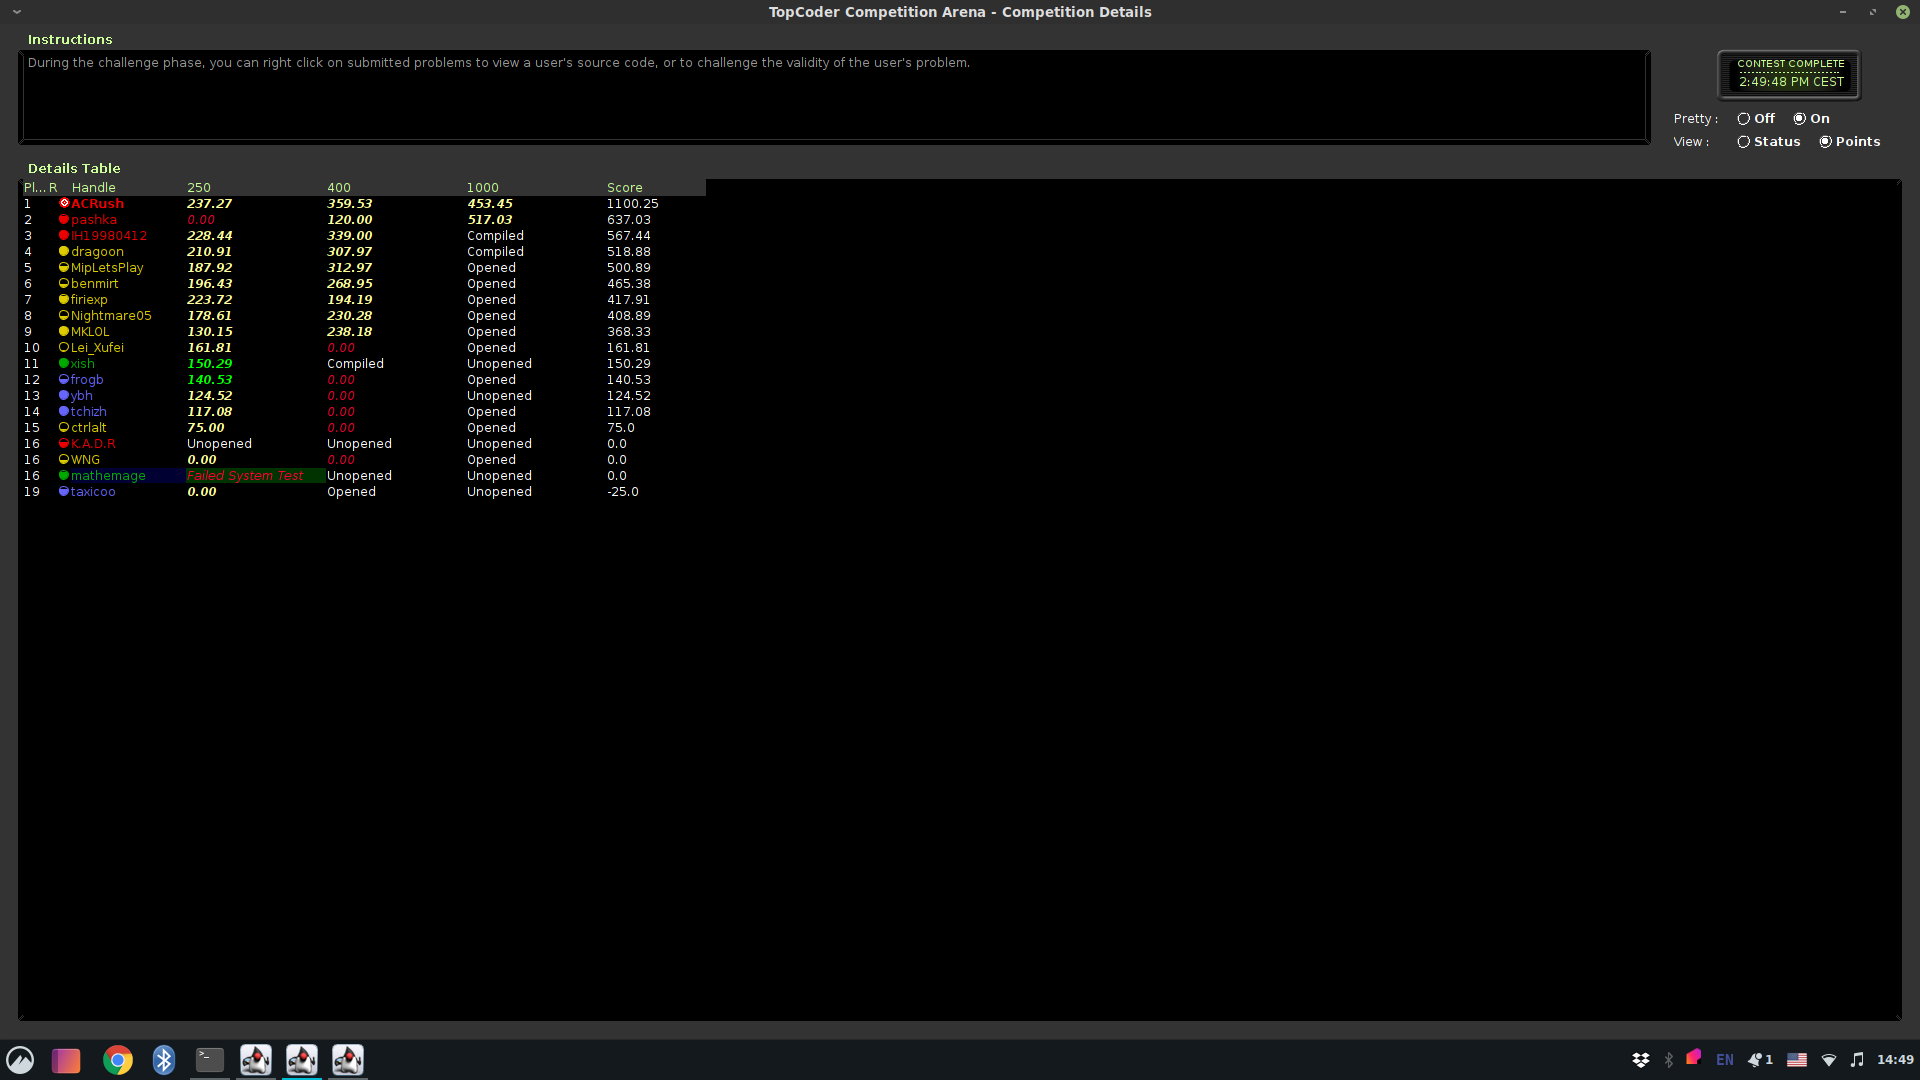 TopCoder Competition Arena - Competition Details
Instructions
During the challenge phase, you can right click on submitted problems to view a user's source code, or to challenge the validity of the user's problem.
CONTEST COMPLETE
2:49:48 PM CEST
Pretty : Off On
View : Status Points
Details Table
Pl... R Handle 250 400 1000 Score
1 ACRush 237.27 359.53 453.45 1100.25
2 pashka 0.00 120.00 517.03 637.03
3 IH19980412 228.44 339.00 Compiled 567.44
4 dragoon 210.91 307.97 Compiled 518.88
5 MipLetsPlay 187.92 312.97 Opened 500.89
6 benmirt 196.43 268.95 Opened 465.38
7 firiexp 223.72 194.19 Opened 417.91
8 Nightmare05 178.61 230.28 Opened 408.89
9 MKLOL 130.15 238.18 Opened 368.33
10 Lei_Xufei 161.81 0.00 Opened 161.81
11 xish 150.29 Compiled Unopened 150.29
12 frogb 140.53 0.00 Opened 140.53
13 ybh 124.52 0.00 Unopened 124.52
14 tchizh 117.08 0.00 Opened 117.08
15 ctrlalt 75.00 0.00 Opened 75.0
16 K.A.D.R Unopened Unopened Unopened 0.0
16 WNG 0.00 0.00 Opened 0.0
16 mathemage Failed System Test Unopened Unopened 0.0
19 taxicoo 0.00 Opened Unopened -25.0
EN 1 14:49